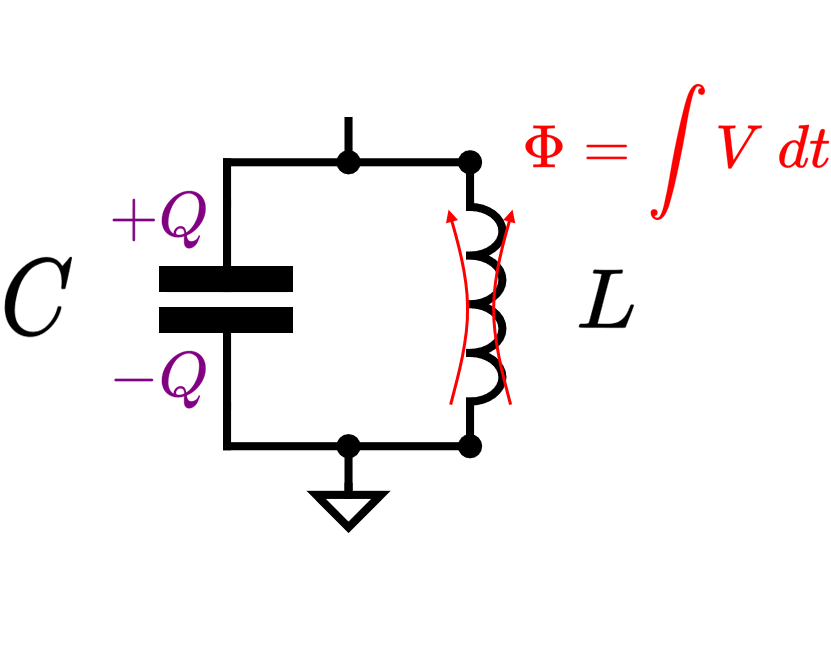 Φ = ∫ V dt
+Q
C
L
−Q